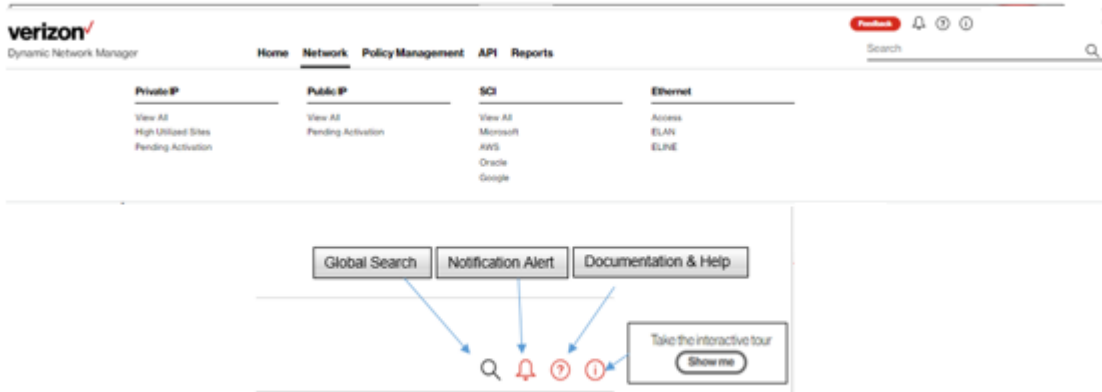 verizon
Dynamic Network Manager
Home Network Policy Management API Reports
Feedback
Search
Private IP
View All
High Utilized Sites
Pending Activation
Public IP
View All
Pending Activation
SCI
View All
Microsoft
AWS
Oracle
Google
Ethernet
Access
ELAN
ELINE
Global Search
Notification Alert
Documentation & Help
Take the interactive tour
Show me